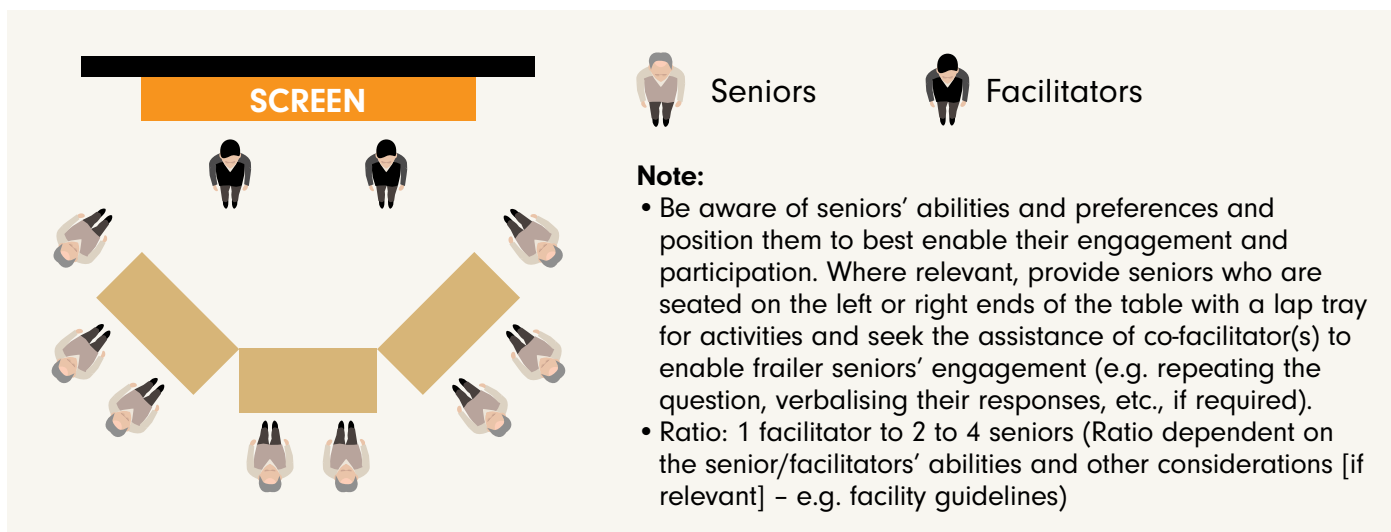 SCREEN
Seniors
Facilitators
Note:
• Be aware of seniors’ abilities and preferences and
position them to best enable their engagement and
participation. Where relevant, provide seniors who are
seated on the left or right ends of the table with a lap tray
for activities and seek the assistance of co-facilitator(s) to
enable frailer seniors’ engagement (e.g. repeating the
question, verbalising their responses, etc., if required).
• Ratio: 1 facilitator to 2 to 4 seniors (Ratio dependent on
the senior/facilitators’ abilities and other considerations [if
relevant] – e.g. facility guidelines)